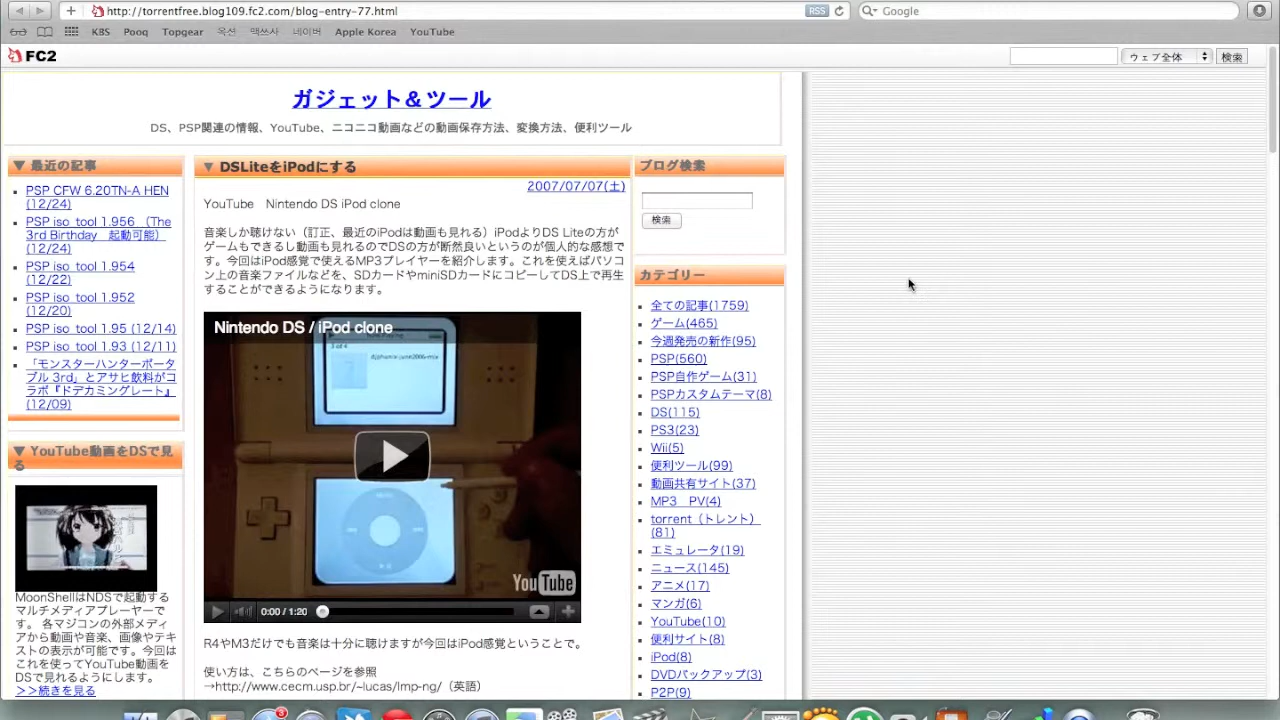 http://torrentfree.blog109.fc2.com/blog-entry-77.html
RSS
Google
KBS Pooq Topgear 옥션 맥쓰사 네이버 Apple Korea YouTube
FC2
ウェブ全体
検索
ガジェット＆ツール
DS、PSP関連の情報、YouTube、ニコニコ動画などの動画保存方法、変換方法、便利ツール
▼ 最近の記事
PSP CFW 6.20TN-A HEN
(12/24)
PSP iso_tool 1.956 （The
3rd Birthday　起動可能）
(12/24)
PSP iso_tool 1.954
(12/22)
PSP iso_tool 1.952
(12/20)
PSP iso_tool 1.95 (12/14)
PSP iso_tool 1.93 (12/11)
「モンスターハンターポータ
ブル 3rd」とアサヒ飲料がコ
ラボ『ドデカミングレート』
(12/09)
▼ YouTube動画をDSで見
る
MoonShellはNDSで起動する
マルチメディアプレーヤーで
す。 各マジコンの外部メディ
アから動画や音楽、画像やテキ
ストの表示が可能です。今回は
これを使ってYouTube動画を
DSで見れるようにします。
>>続きを見る
▼ DSLiteをiPodにする
2007/07/07(土)
YouTube　Nintendo DS iPod clone
音楽しか聴けない（訂正、最近のiPodは動画も見れる）iPodよりDS Liteの方が
ゲームもできるし動画も見れるのでDSの方が断然良いというのが個人的な感想で
す。今回はiPod感覚で使えるMP3プレイヤーを紹介します。これを使えばパソコ
ン上の音楽ファイルなどを、SDカードやminiSDカードにコピーしてDS上で再生
することができるようになります。
Nintendo DS / iPod clone
3 of 4
YouTube
0:00 / 1:20
R4やM3だけでも音楽は十分に聴けますが今回はiPod感覚ということで。
使い方は、こちらのページを参照
→http://www.cecm.usp.br/~lucas/lmp-ng/（英語）
ブログ検索
検索
カテゴリー
全ての記事(1759)
ゲーム(465)
今週発売の新作(95)
PSP(560)
PSP自作ゲーム(31)
PSPカスタムテーマ(8)
DS(115)
PS3(23)
Wii(5)
便利ツール(99)
動画共有サイト(37)
MP3　PV(4)
torrent（トレント）
(81)
エミュレータ(19)
ニュース(145)
アニメ(17)
マンガ(6)
YouTube(10)
便利サイト(8)
iPod(8)
DVDバックアップ(3)
P2P(9)